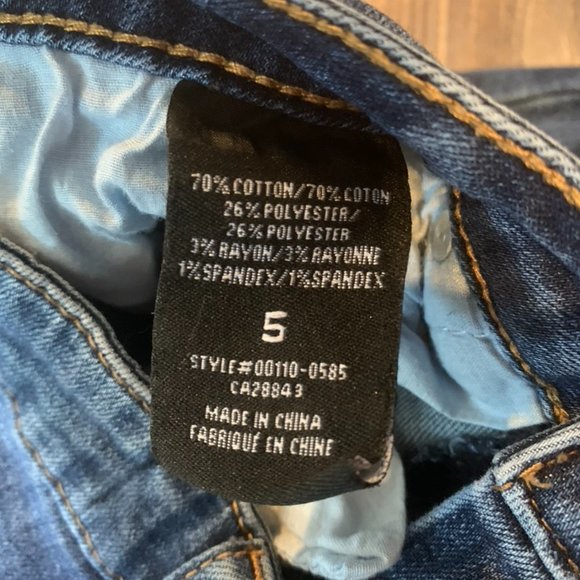 70% COTTON/70% COTON
26% POLYESTER/
26% POLYESTER
3% RAYON/3% RAYONNE
1% SPANDEX/1% SPANDEX
5
STYLE#00110-0585
CA28843
MADE IN CHINA
FABRIQUÉ EN CHINE